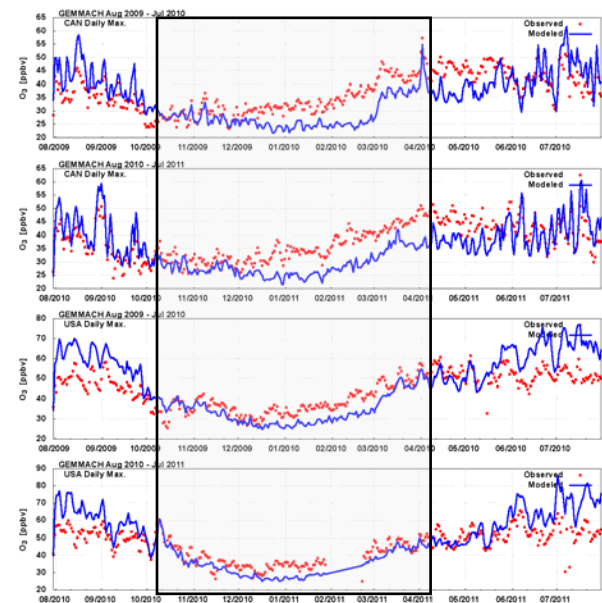 GEMMACH Aug 2009 - Jul 2010
CAN Daily Max.
Observed
Modeled
O3 [ppbv]
65
60
55
50
45
40
35
30
25
20
08/2009 09/2009 10/2009 11/2009 12/2009 01/2010 02/2010 03/2010 04/2010 05/2010 06/2010 07/2010
GEMMACH Aug 2010 - Jul 2011
CAN Daily Max.
Observed
Modeled
O3 [ppbv]
65
60
55
50
45
40
35
30
25
20
08/2010 09/2010 10/2010 11/2010 12/2010 01/2011 02/2011 03/2011 04/2011 05/2011 06/2011 07/2011
GEMMACH Aug 2009 - Jul 2010
USA Daily Max.
Observed
Modeled
O3 [ppbv]
80
70
60
50
40
30
20
08/2009 09/2009 10/2009 11/2009 12/2009 01/2010 02/2010 03/2010 04/2010 05/2010 06/2010 07/2010
GEMMACH Aug 2010 - Jul 2011
USA Daily Max.
Observed
Modeled
O3 [ppbv]
90
80
70
60
50
40
30
20
08/2010 09/2010 10/2010 11/2010 12/2010 01/2011 02/2011 03/2011 04/2011 05/2011 06/2011 07/2011